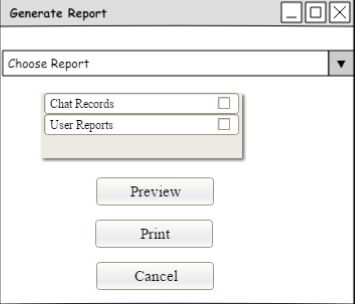 Generate Report
Choose Report
Chat Records
User Reports
Preview
Print
Cancel